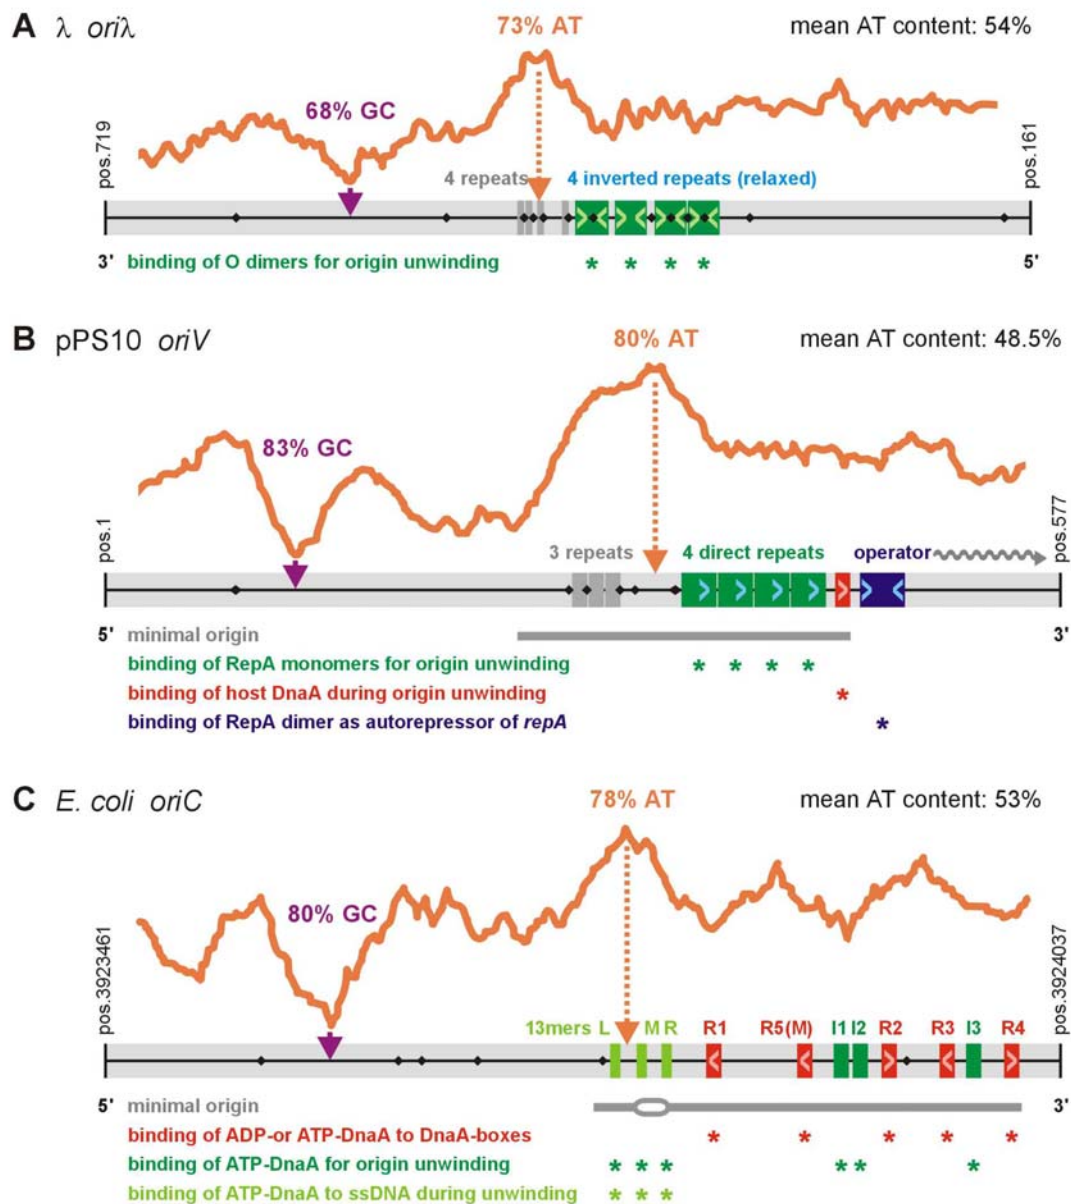 A λ oriλ
73% AT
mean AT content: 54%
68% GC
pos.719
pos.161
4 repeats
4 inverted repeats (relaxed)
3' binding of O dimers for origin unwinding * * * * 5'
B pPS10 oriV
80% AT
mean AT content: 48.5%
83% GC
pos.1
pos.577
3 repeats
4 direct repeats
operator
5' minimal origin 3'
binding of RepA monomers for origin unwinding * * * *
binding of host DnaA during origin unwinding *
binding of RepA dimer as autorepressor of repA *
C E. coli oriC
78% AT
mean AT content: 53%
80% GC
pos.3923461
pos.3924037
13mers L M R R1 R5(M) I1 I2 R2 R3 I3 R4
5' minimal origin 3'
binding of ADP-or ATP-DnaA to DnaA-boxes * * * * *
binding of ATP-DnaA for origin unwinding * * * * * *
binding of ATP-DnaA to ssDNA during unwinding * * *